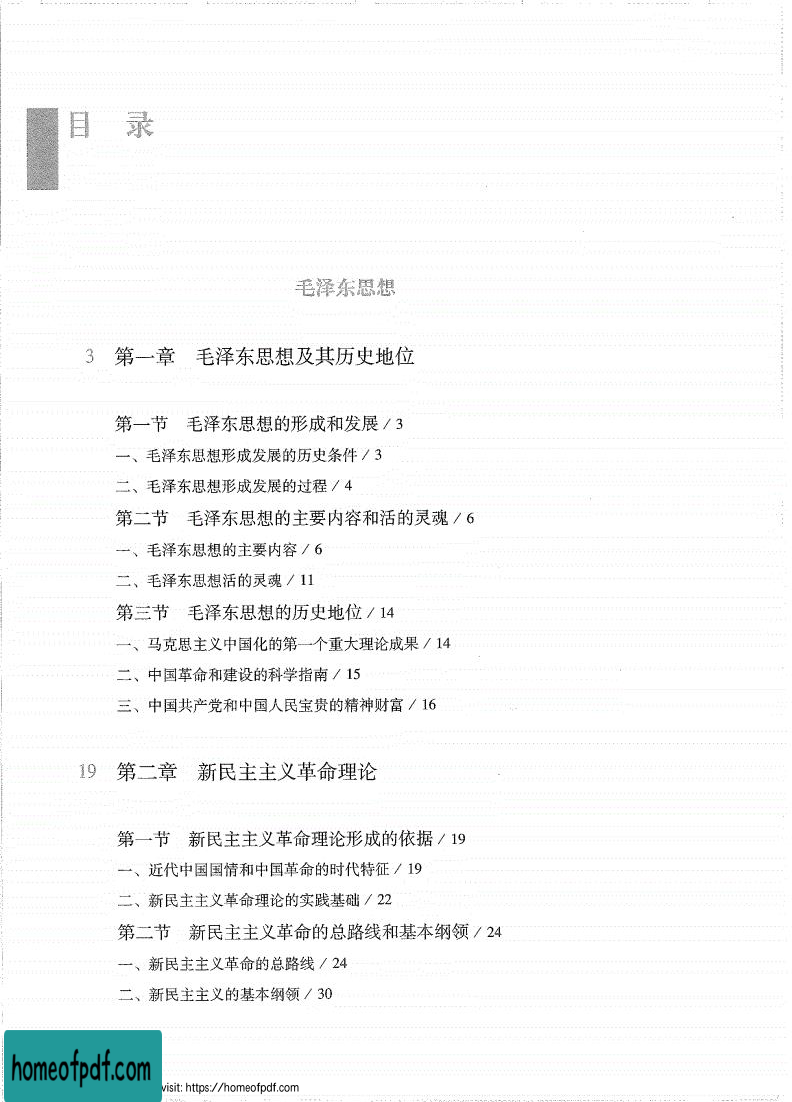 目 录
毛泽东思想
3 第一章 毛泽东思想及其历史地位
第一节 毛泽东思想的形成和发展 / 3
一、毛泽东思想形成发展的历史条件 / 3
二、毛泽东思想形成发展的过程 / 4
第二节 毛泽东思想的主要内容和活的灵魂 / 6
一、毛泽东思想的主要内容 / 6
二、毛泽东思想活的灵魂 / 11
第三节 毛泽东思想的历史地位 / 14
一、马克思主义中国化的第一个重大理论成果 / 14
二、中国革命和建设的科学指南 / 15
三、中国共产党和中国人民宝贵的精神财富 / 16
19 第二章 新民主主义革命理论
第一节 新民主主义革命理论形成的依据 / 19
一、近代中国国情和中国革命的时代特征 / 19
二、新民主主义革命理论的实践基础 / 22
第二节 新民主主义革命的总路线和基本纲领 / 24
一、新民主主义革命的总路线 / 24
二、新民主主义的基本纲领 / 30
homeofpdf.com
visit: https://homeofpdf.com